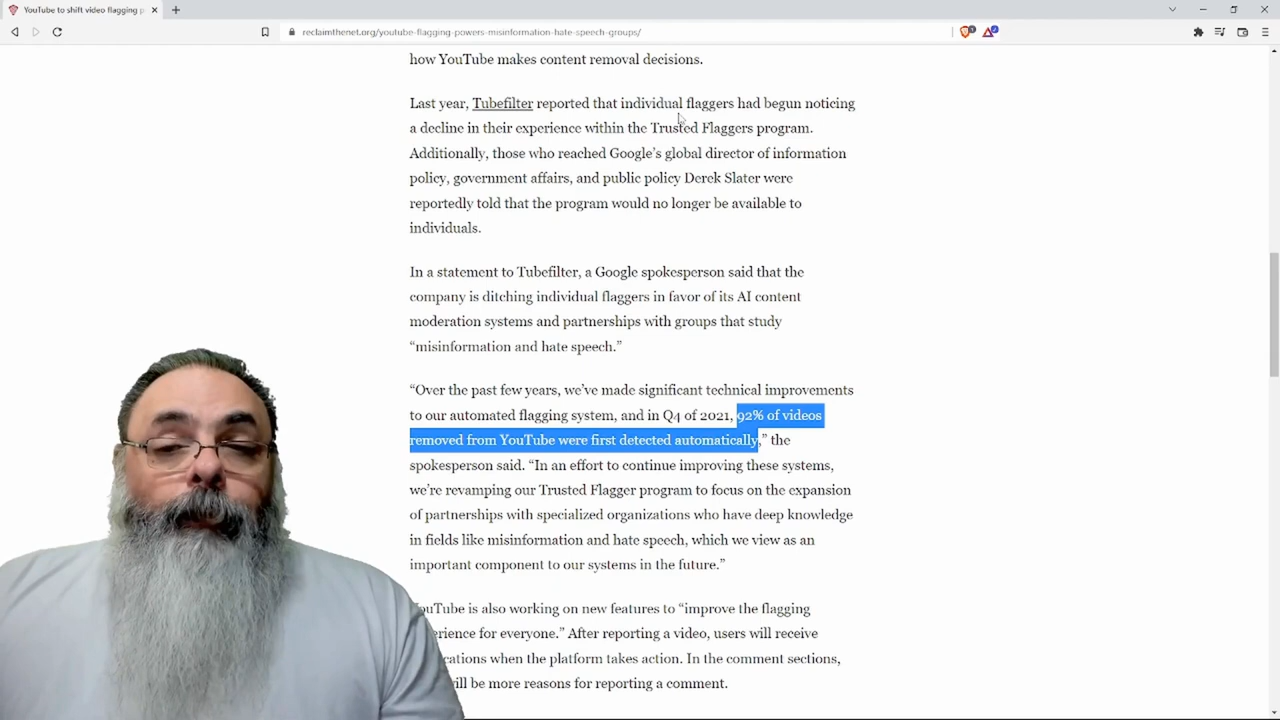 YouTube to shift video flagging p
reclaimthenet.org/youtube-flagging-powers-misinformation-hate-speech-groups/
how YouTube makes content removal decisions.
Last year, Tubefilter reported that individual flaggers had begun noticing
a decline in their experience within the Trusted Flaggers program.
Additionally, those who reached Google’s global director of information
policy, government affairs, and public policy Derek Slater were
reportedly told that the program would no longer be available to
individuals.
In a statement to Tubefilter, a Google spokesperson said that the
company is ditching individual flaggers in favor of its AI content
moderation systems and partnerships with groups that study
“misinformation and hate speech.”
“Over the past few years, we’ve made significant technical improvements
to our automated flagging system, and in Q4 of 2021, 92% of videos
removed from YouTube were first detected automatically,” the
spokesperson said. “In an effort to continue improving these systems,
we’re revamping our Trusted Flagger program to focus on the expansion
of partnerships with specialized organizations who have deep knowledge
in fields like misinformation and hate speech, which we view as an
important component to our systems in the future.”
ouTube is also working on new features to “improve the flagging
erience for everyone.” After reporting a video, users will receive
cations when the platform takes action. In the comment sections,
will be more reasons for reporting a comment.